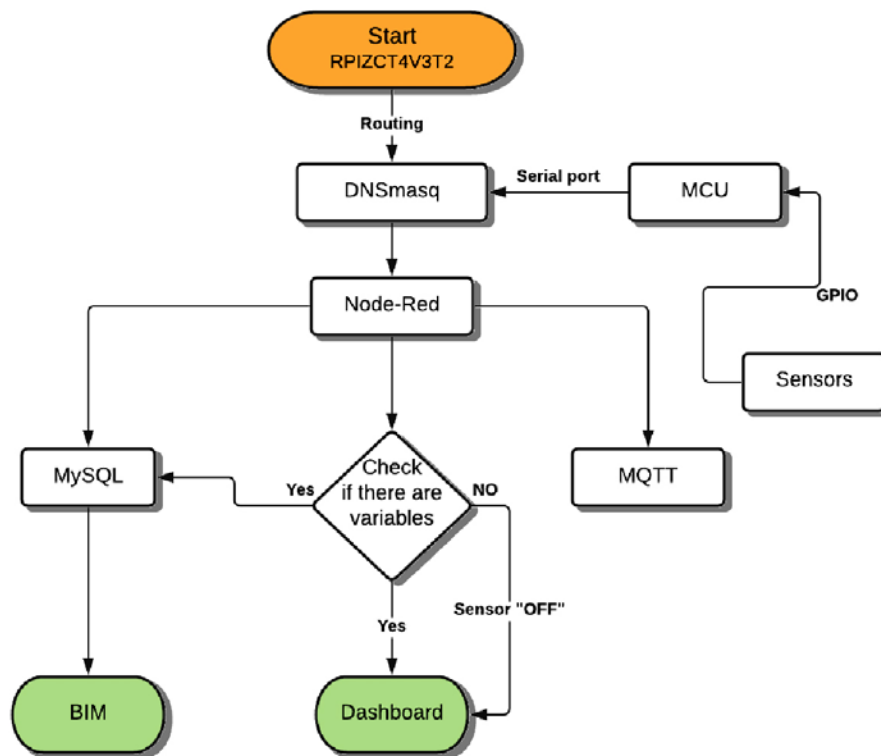 Start
RPIZCT4V3T2
Routing
DNSmasq
Serial port
MCU
Node-Red
GPIO
Sensors
MySQL
Yes
Check
if there are
variables
NO
MQTT
Sensor "OFF"
Yes
BIM
Dashboard